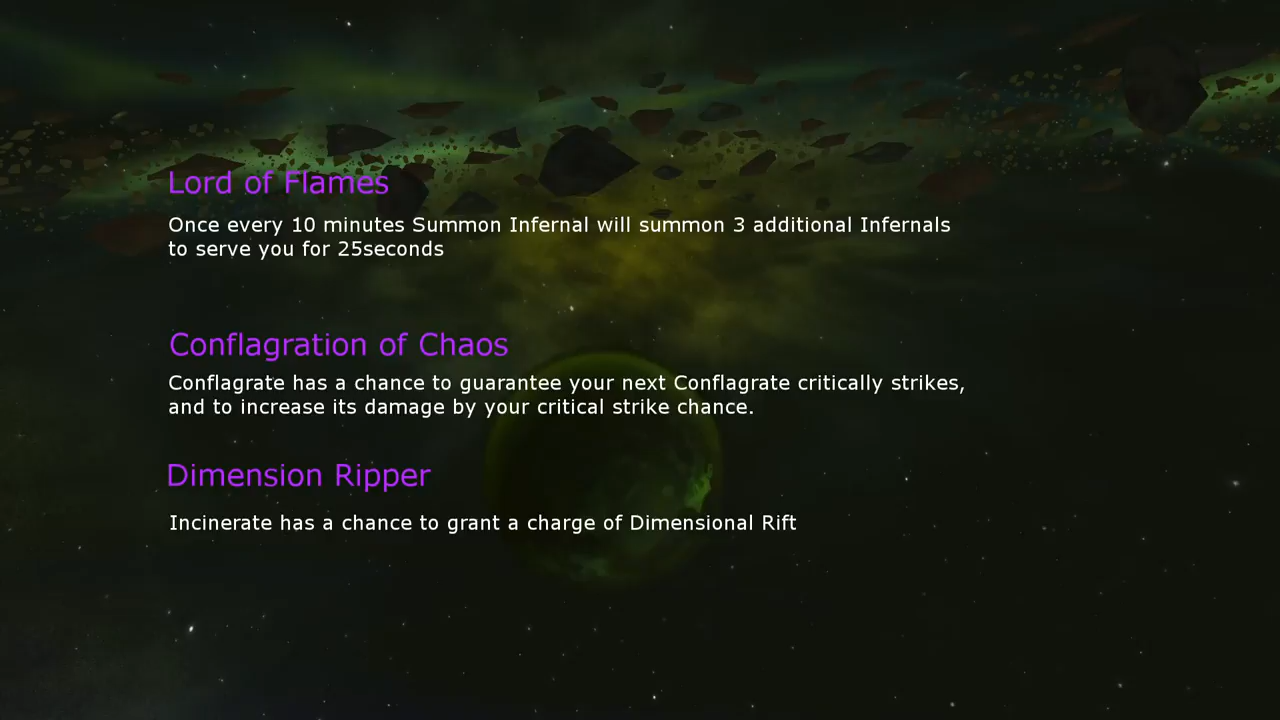 Lord of Flames
Once every 10 minutes Summon Infernal will summon 3 additional Infernals
to serve you for 25seconds
Conflagration of Chaos
Conflagrate has a chance to guarantee your next Conflagrate critically strikes,
and to increase its damage by your critical strike chance.
Dimension Ripper
Incinerate has a chance to grant a charge of Dimensional Rift